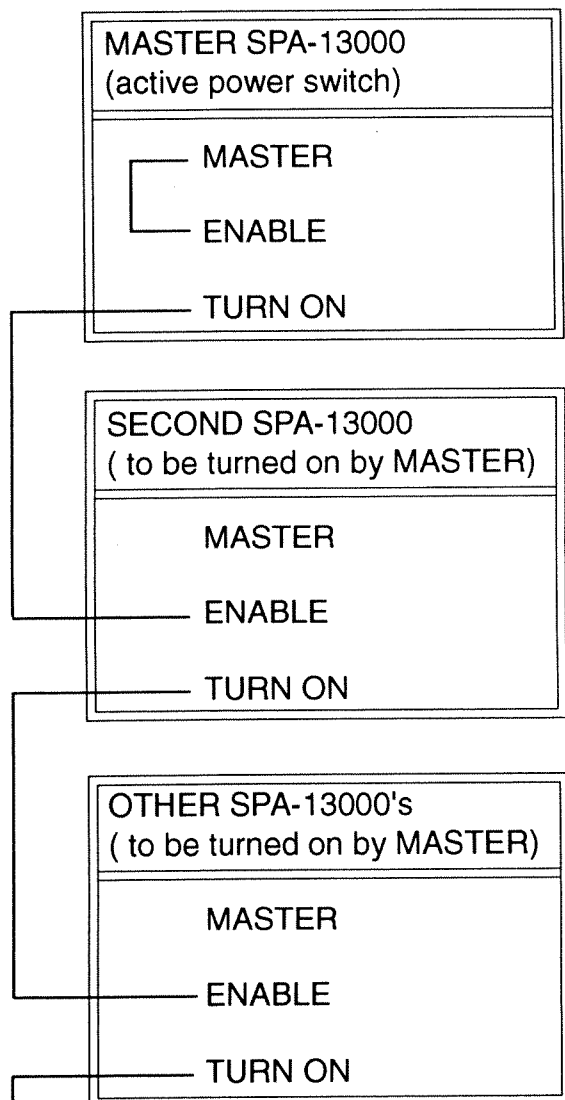 MASTER SPA-13000
(active power switch)
MASTER
ENABLE
TURN ON
SECOND SPA-13000
( to be turned on by MASTER)
MASTER
ENABLE
TURN ON
OTHER SPA-13000's
( to be turned on by MASTER)
MASTER
ENABLE
TURN ON